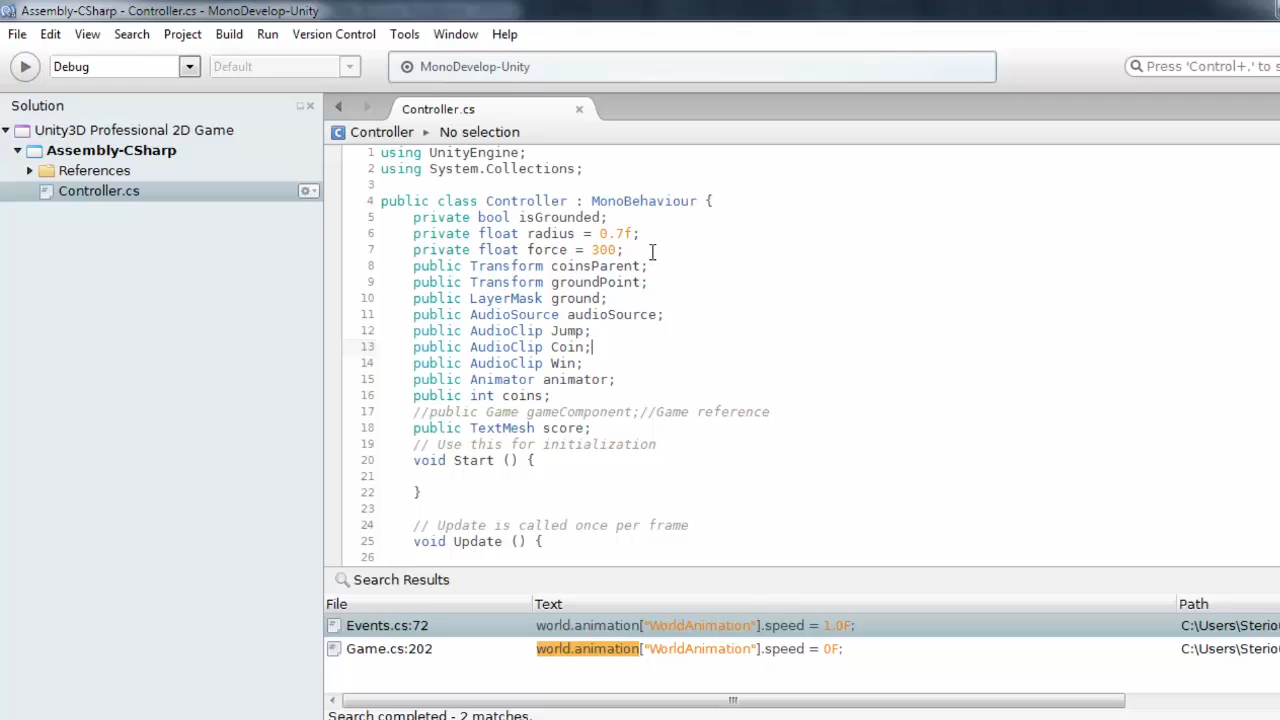 Assembly-CSharp - Controller.cs - MonoDevelop-Unity
File Edit View Search Project Build Run Version Control Tools Window Help
Debug Default MonoDevelop-Unity Press 'Control+,' to s
Solution
Unity3D Professional 2D Game
Assembly-CSharp
References
Controller.cs
Controller.cs
Controller No selection
1 using UnityEngine;
2 using System.Collections;
3
4 public class Controller : MonoBehaviour {
5 private bool isGrounded;
6 private float radius = 0.7f;
7 private float force = 300;
8 public Transform coinsParent;
9 public Transform groundPoint;
10 public LayerMask ground;
11 public AudioSource audioSource;
12 public AudioClip Jump;
13 public AudioClip Coin;
14 public AudioClip Win;
15 public Animator animator;
16 public int coins;
17 //public Game gameComponent;//Game reference
18 public TextMesh score;
19 // Use this for initialization
20 void Start () {
21
22 }
23
24 // Update is called once per frame
25 void Update () {
26
Search Results
File Text Path
Events.cs:72 world.animation["WorldAnimation"].speed = 1.0F; C:\Users\Sterio
Game.cs:202 world.animation["WorldAnimation"].speed = 0F; C:\Users\Sterio
Search completed - 2 matches.